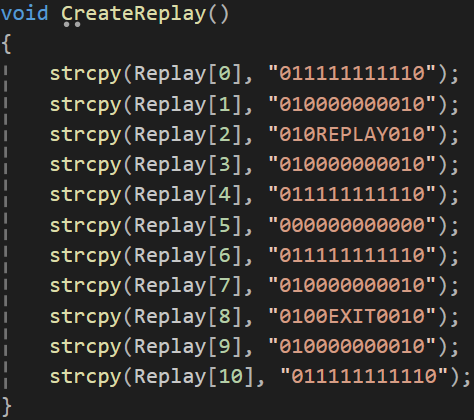 void CreateReplay()
{
strcpy(Replay[0], "011111111110");
strcpy(Replay[1], "010000000010");
strcpy(Replay[2], "010REPLAY010");
strcpy(Replay[3], "010000000010");
strcpy(Replay[4], "011111111110");
strcpy(Replay[5], "000000000000");
strcpy(Replay[6], "011111111110");
strcpy(Replay[7], "010000000010");
strcpy(Replay[8], "0100EXIT0010");
strcpy(Replay[9], "010000000010");
strcpy(Replay[10], "011111111110");
}